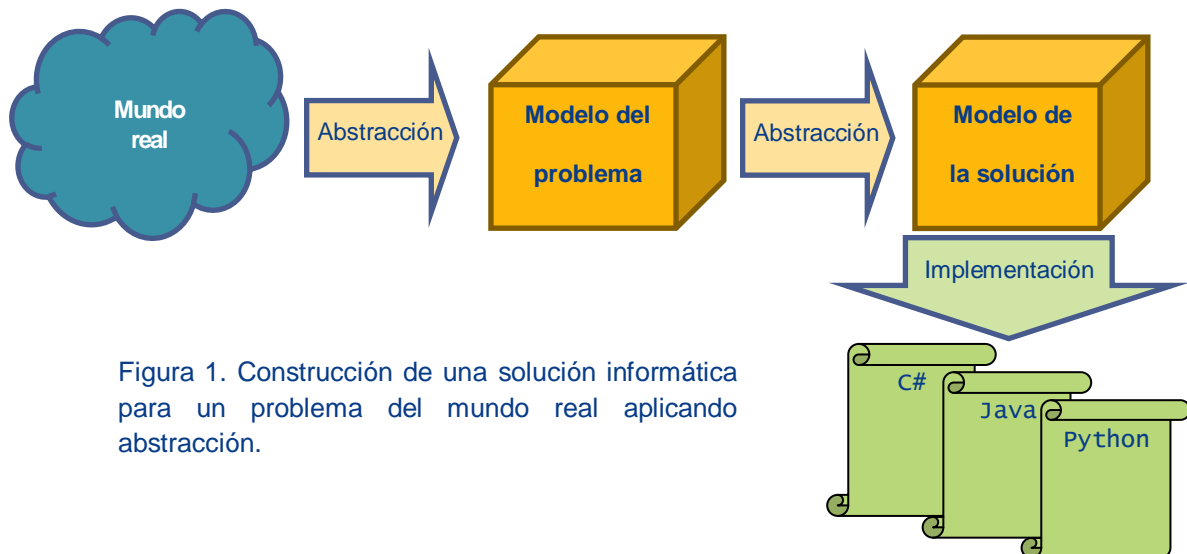 Mundo
real
Abstracción
Modelo del
problema
Abstracción
Modelo de
la solución
Implementación
C#
Java
Python
Figura 1. Construcción de una solución informática
para un problema del mundo real aplicando
abstracción.